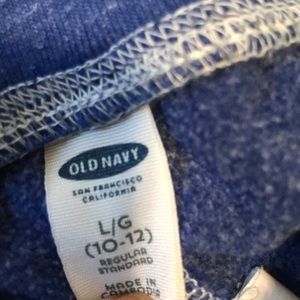 OLD NAVY
SAN FRANCISCO
CALIFORNIA
L/G
(10-12)
REGULAR
STANDARD
MADE IN
CAMBODIA